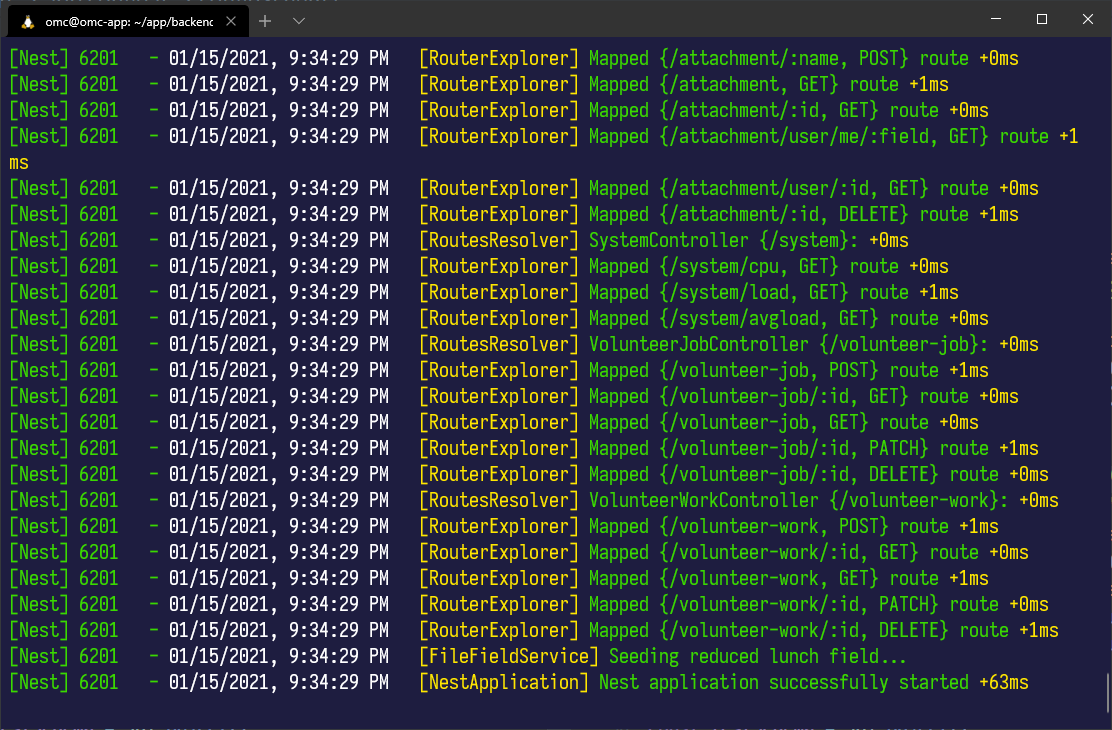 omc@omc-app: ~/app/backend
[Nest] 6201   - 01/15/2021, 9:34:29 PM   [RouterExplorer] Mapped {/attachment/:name, POST} route +0ms
[Nest] 6201   - 01/15/2021, 9:34:29 PM   [RouterExplorer] Mapped {/attachment, GET} route +1ms
[Nest] 6201   - 01/15/2021, 9:34:29 PM   [RouterExplorer] Mapped {/attachment/:id, GET} route +0ms
[Nest] 6201   - 01/15/2021, 9:34:29 PM   [RouterExplorer] Mapped {/attachment/user/me/:field, GET} route +1
ms
[Nest] 6201   - 01/15/2021, 9:34:29 PM   [RouterExplorer] Mapped {/attachment/user/:id, GET} route +0ms
[Nest] 6201   - 01/15/2021, 9:34:29 PM   [RouterExplorer] Mapped {/attachment/:id, DELETE} route +1ms
[Nest] 6201   - 01/15/2021, 9:34:29 PM   [RoutesResolver] SystemController {/system}: +0ms
[Nest] 6201   - 01/15/2021, 9:34:29 PM   [RouterExplorer] Mapped {/system/cpu, GET} route +0ms
[Nest] 6201   - 01/15/2021, 9:34:29 PM   [RouterExplorer] Mapped {/system/load, GET} route +1ms
[Nest] 6201   - 01/15/2021, 9:34:29 PM   [RouterExplorer] Mapped {/system/avgload, GET} route +0ms
[Nest] 6201   - 01/15/2021, 9:34:29 PM   [RoutesResolver] VolunteerJobController {/volunteer-job}: +0ms
[Nest] 6201   - 01/15/2021, 9:34:29 PM   [RouterExplorer] Mapped {/volunteer-job, POST} route +1ms
[Nest] 6201   - 01/15/2021, 9:34:29 PM   [RouterExplorer] Mapped {/volunteer-job/:id, GET} route +0ms
[Nest] 6201   - 01/15/2021, 9:34:29 PM   [RouterExplorer] Mapped {/volunteer-job, GET} route +0ms
[Nest] 6201   - 01/15/2021, 9:34:29 PM   [RouterExplorer] Mapped {/volunteer-job/:id, PATCH} route +1ms
[Nest] 6201   - 01/15/2021, 9:34:29 PM   [RouterExplorer] Mapped {/volunteer-job/:id, DELETE} route +0ms
[Nest] 6201   - 01/15/2021, 9:34:29 PM   [RoutesResolver] VolunteerWorkController {/volunteer-work}: +0ms
[Nest] 6201   - 01/15/2021, 9:34:29 PM   [RouterExplorer] Mapped {/volunteer-work, POST} route +1ms
[Nest] 6201   - 01/15/2021, 9:34:29 PM   [RouterExplorer] Mapped {/volunteer-work/:id, GET} route +0ms
[Nest] 6201   - 01/15/2021, 9:34:29 PM   [RouterExplorer] Mapped {/volunteer-work, GET} route +1ms
[Nest] 6201   - 01/15/2021, 9:34:29 PM   [RouterExplorer] Mapped {/volunteer-work/:id, PATCH} route +0ms
[Nest] 6201   - 01/15/2021, 9:34:29 PM   [RouterExplorer] Mapped {/volunteer-work/:id, DELETE} route +1ms
[Nest] 6201   - 01/15/2021, 9:34:29 PM   [FileFieldService] Seeding reduced lunch field...
[Nest] 6201   - 01/15/2021, 9:34:29 PM   [NestApplication] Nest application successfully started +63ms